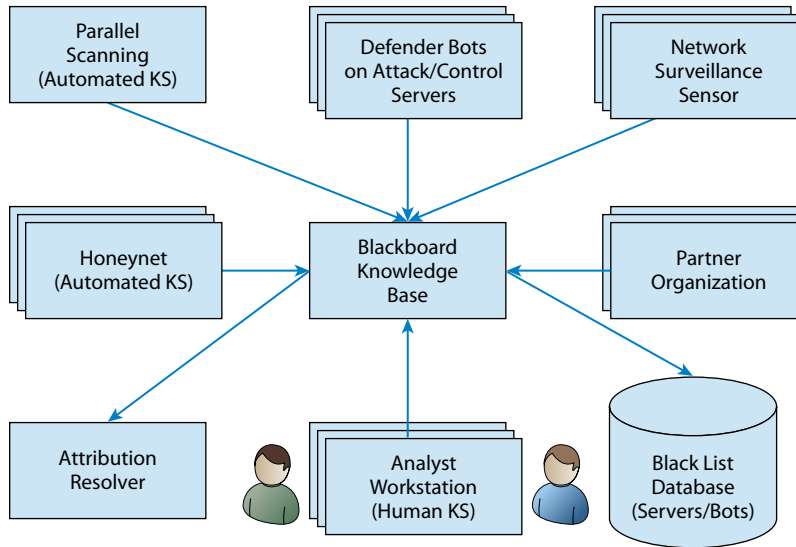 Parallel
Scanning
(Automated KS)
Defender Bots
on Attack/Control
Servers
Network
Surveillance
Sensor
Honeynet
(Automated KS)
Blackboard
Knowledge
Base
Partner
Organization
Attribution
Resolver
Analyst
Workstation
(Human KS)
Black List
Database
(Servers/Bots)